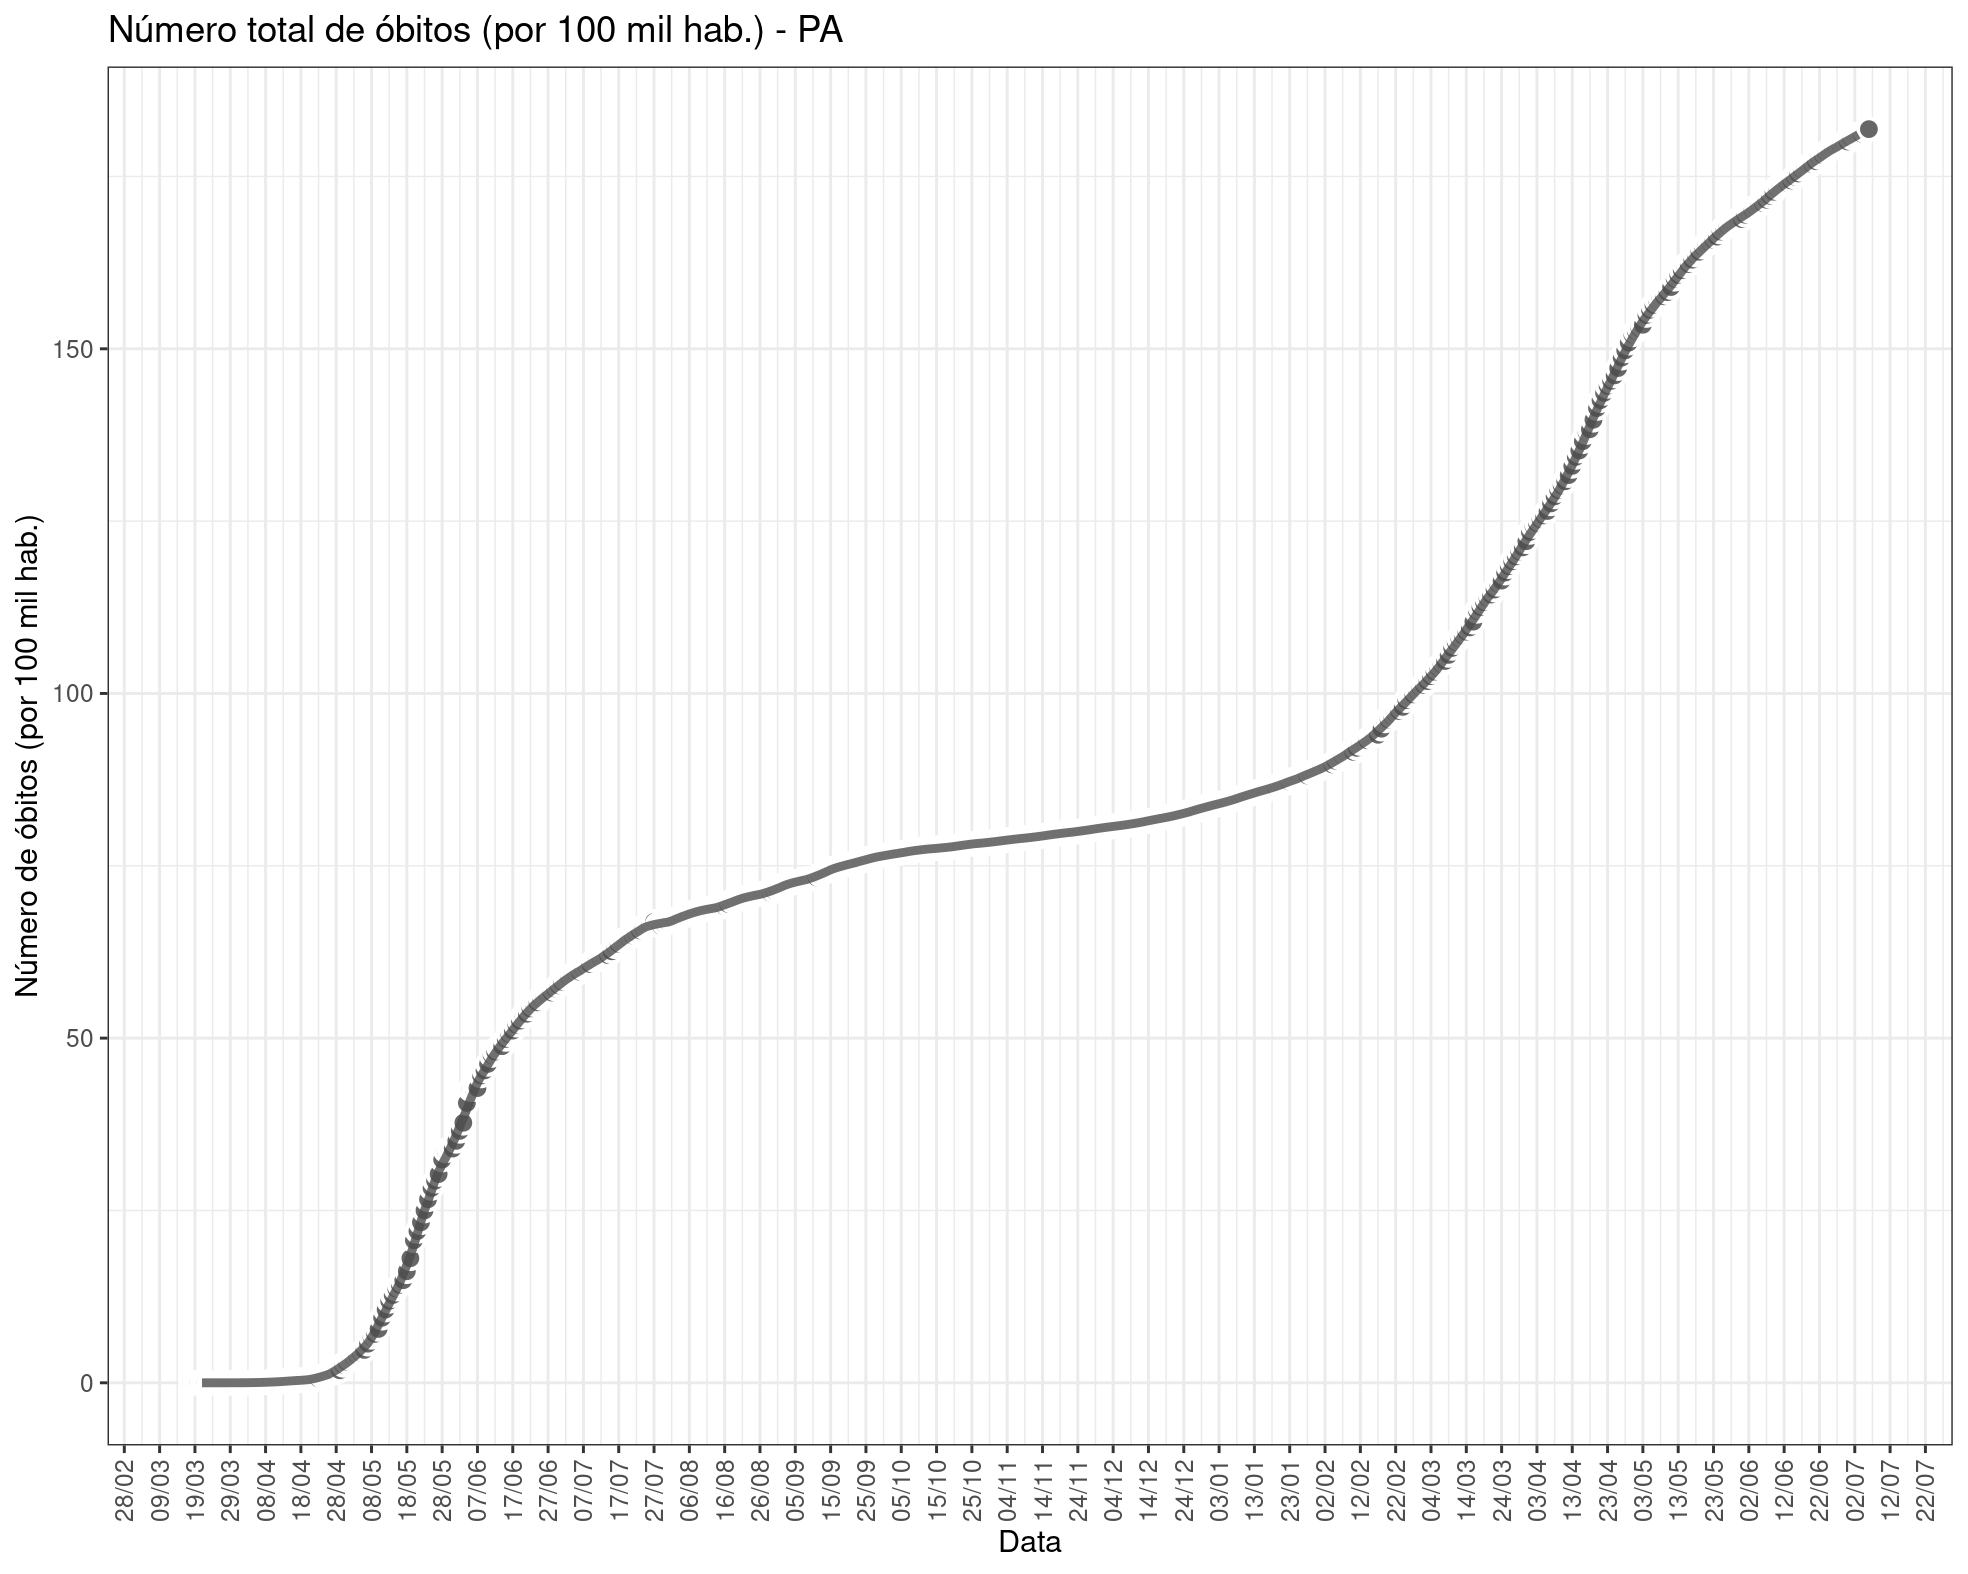 Número total de óbitos (por 100 mil hab.) - PA
Número de óbitos (por 100 mil hab.)
150
100
50
0
28/02 09/03 19/03 29/03 08/04 18/04 28/04 08/05 18/05 28/05 07/06 17/06 27/06 07/07 17/07 27/07 06/08 16/08 26/08 05/09 15/09 25/09 05/10 15/10 25/10 04/11 14/11 24/11 04/12 14/12 24/12 03/01 13/01 23/01 02/02 12/02 22/02 04/03 14/03 24/03 03/04 13/04 23/04 03/05 13/05 23/05 02/06 12/06 22/06 02/07 12/07 22/07
Data